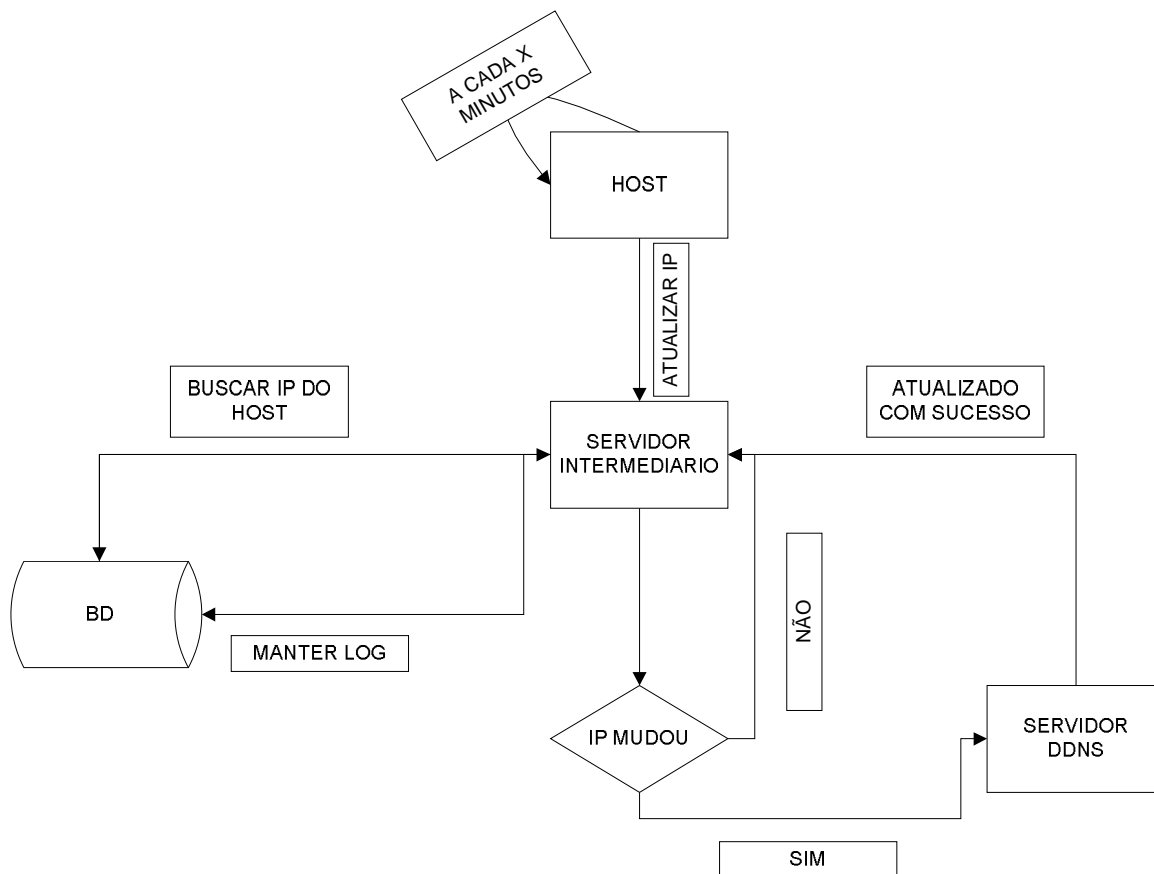 A CADA X
MINUTOS
HOST
ATUALIZAR IP
BUSCAR IP DO
HOST
ATUALIZADO
COM SUCESSO
SERVIDOR
INTERMEDIARIO
NÃO
BD
MANTER LOG
IP MUDOU
SERVIDOR
DDNS
SIM